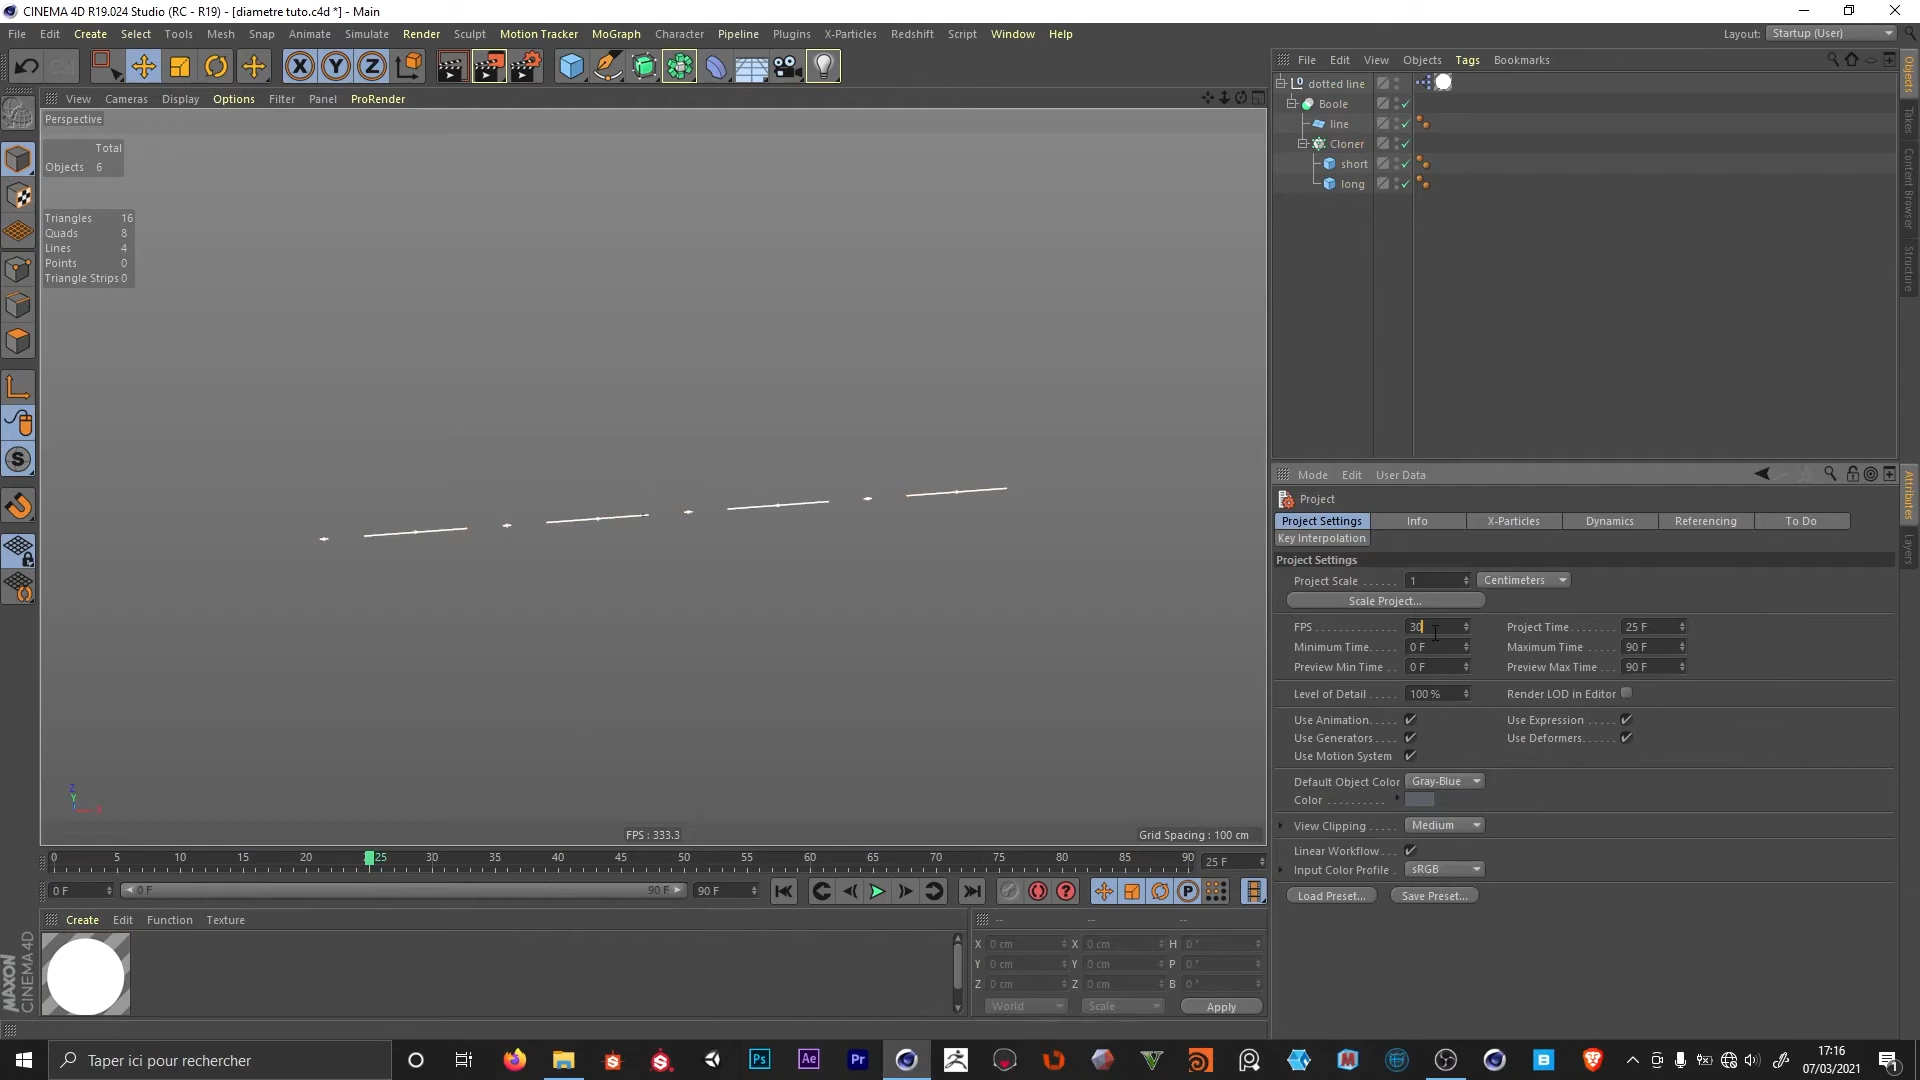 CINEMA 4D R19.024 Studio (RC - R19) - [diametre tuto.c4d *] - Main
File Edit Create Select Tools Mesh Snap Animate Simulate Render Sculpt Motion Tracker MoGraph Character Pipeline Plugins X-Particles Redshift Script Window Help
Layout: Startup (User)
View Cameras Display Options Filter Panel ProRender
Perspective
Total
Objects 6
Triangles 16
Quads 8
Lines 4
Points 0
Triangle Strips 0
FPS : 333.3
Grid Spacing : 100 cm
File Edit View Objects Tags Bookmarks
dotted line
Boole
line
Cloner
short
long
Objects
Takes
Content Browser
Structure
Mode Edit User Data
Project
Project Settings Info X-Particles Dynamics Referencing To Do
Key Interpolation
Project Settings
Project Scale ...... 1 Centimeters
Scale Project...
FPS 30 Project Time 25 F
Minimum Time 0 F Maximum Time 90 F
Preview Min Time 0 F Preview Max Time 90 F
Level of Detail 100 % Render LOD in Editor
Use Animation Use Expression
Use Generators Use Deformers
Use Motion System
Default Object Color Gray-Blue
Color
View Clipping Medium
Linear Workflow
Input Color Profile sRGB
Load Preset... Save Preset...
Attributes
Layers
0 5 10 15 20 25 30 35 40 45 50 55 60 65 70 75 80 85 90 25 F
0 F 0 F 90 F 90 F
Create Edit Function Texture
-- -- --
X 0 cm X 0 cm H 0 °
Y 0 cm Y 0 cm P 0 °
Z 0 cm Z 0 cm B 0 °
World Scale Apply
MAXON
CINEMA 4D
Taper ici pour rechercher
17:16
07/03/2021